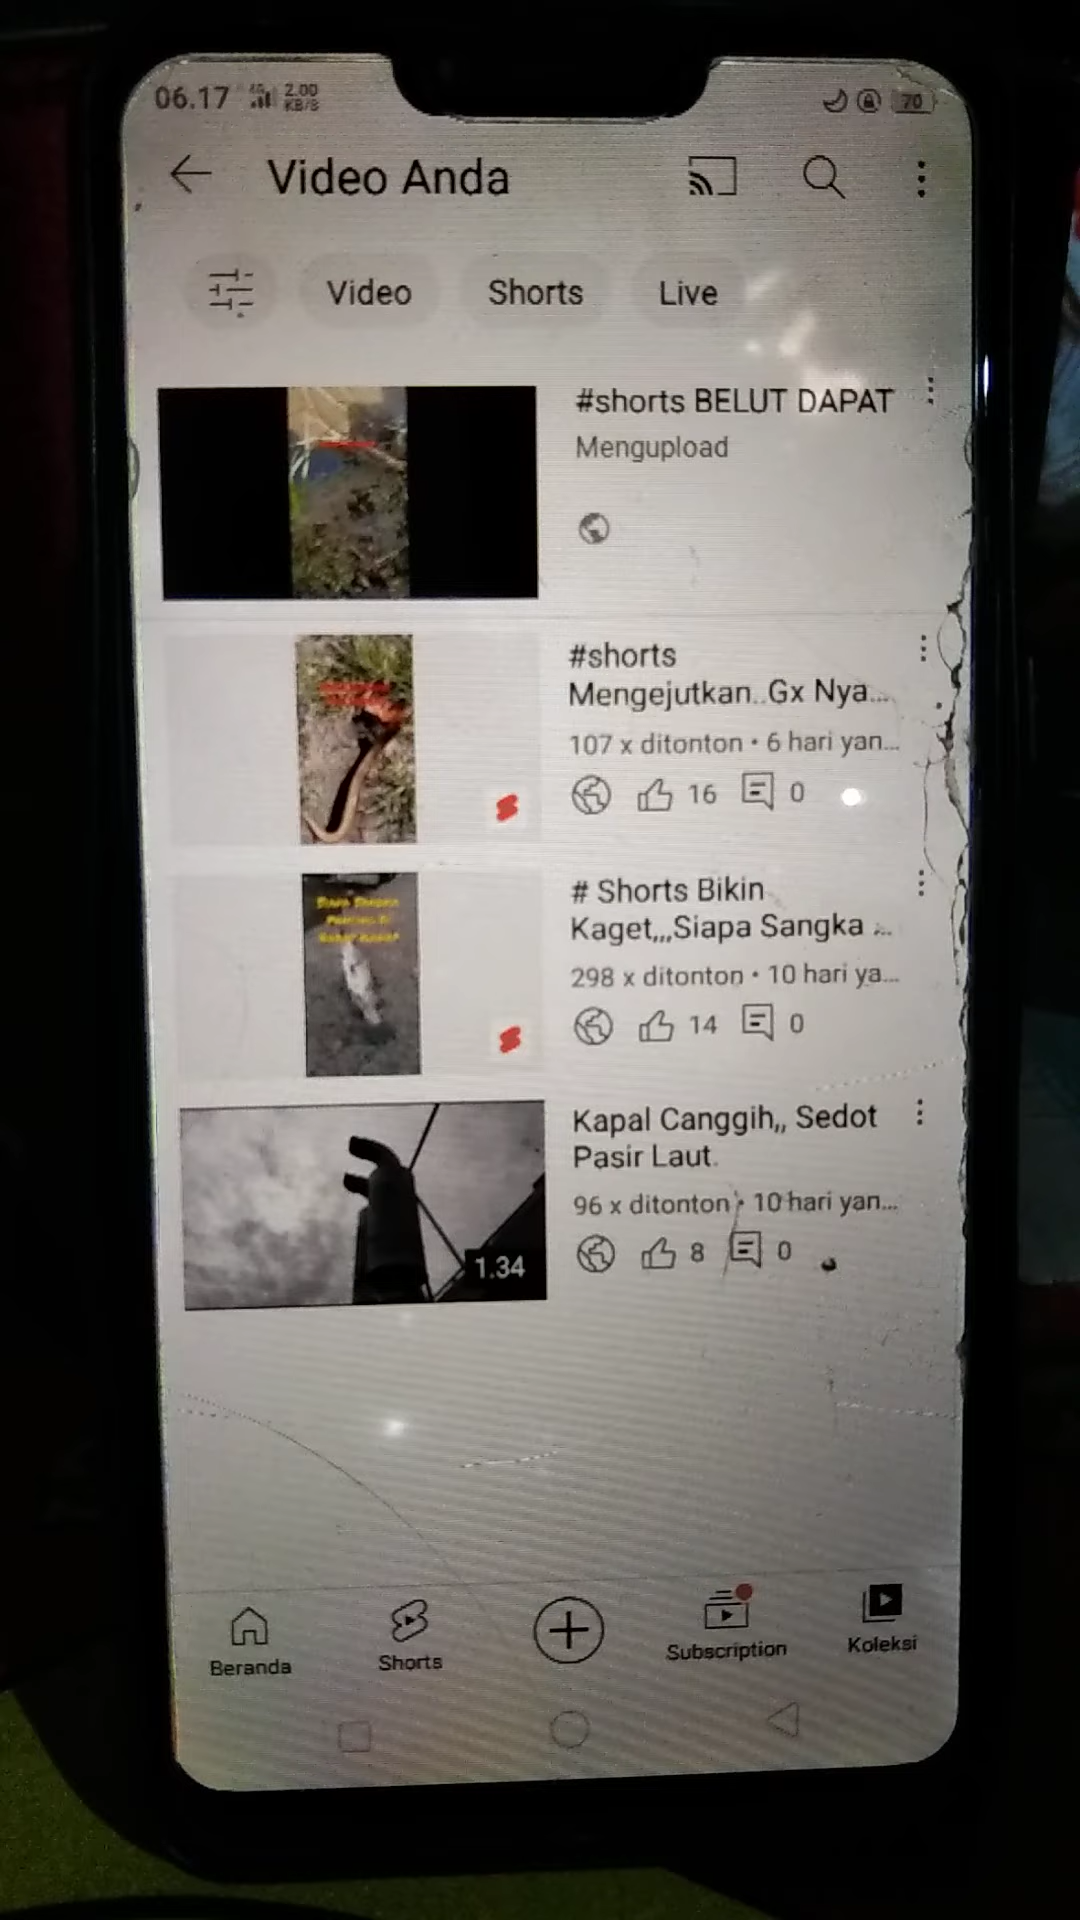 06.17 4G 2.00 KB/S 70
Video Anda
Video Shorts Live
#shorts BELUT DAPAT
Mengupload
#shorts
Mengejutkan..Gx Nya...
107 x ditonton • 6 hari yan...
16 0
# Shorts Bikin
Kaget,,,Siapa Sangka ...
298 x ditonton • 10 hari ya...
14 0
Kapal Canggih,, Sedot
Pasir Laut.
96 x ditonton • 10 hari yan...
8 0
1.34
Beranda Shorts Subscription Koleksi